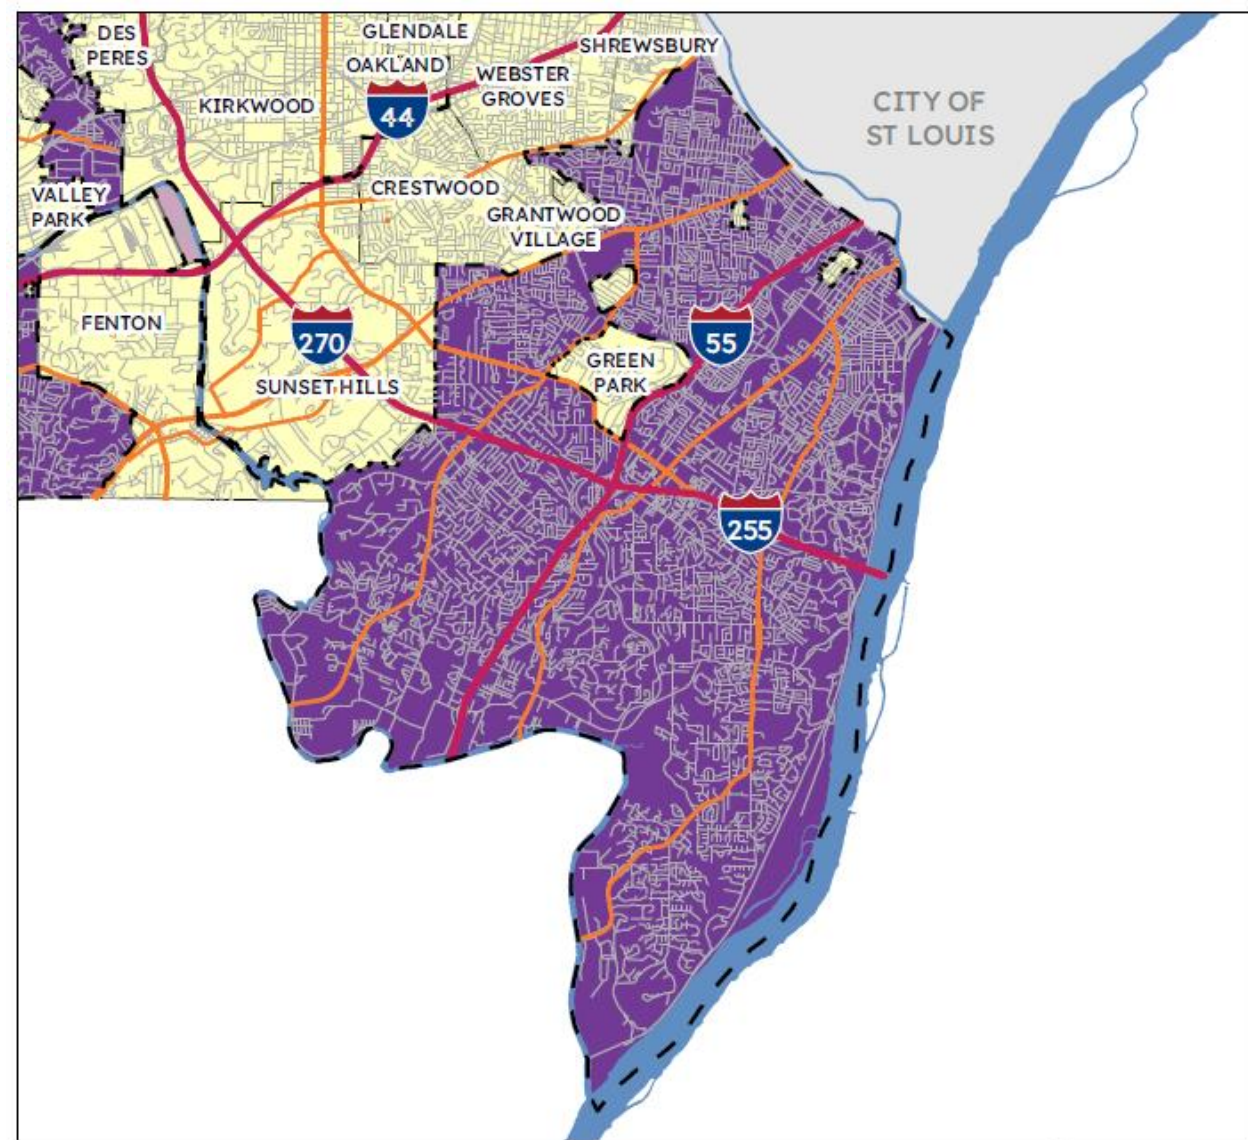 DES
PERES
GLENDALE
OAKLAND
SHREWSBURY
WEBSTER
GROVES
KIRKWOOD
44
CITY OF
ST LOUIS
VALLEY
PARK
CRESTWOOD
GRANTWOOD
VILLAGE
FENTON
270
55
GREEN
PARK
SUNSET HILLS
255